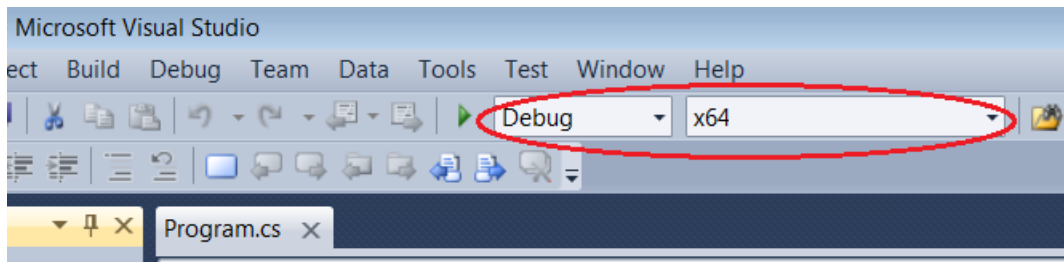 Microsoft Visual Studio
ect Build Debug Team Data Tools Test Window Help
Debug x64
Program.cs